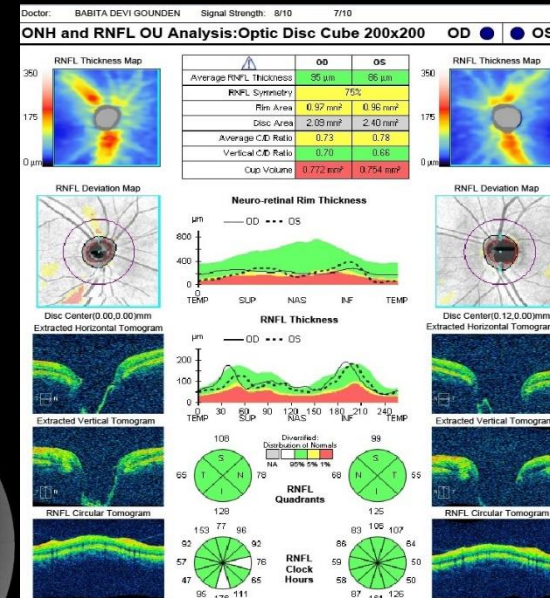 Doctor: BABITA DEVI GOUNDEN Signal Strength: 8/10 7/10
ONH and RNFL OU Analysis:Optic Disc Cube 200x200 OD OS
RNFL Thickness Map
350
175
0 µm
OD OS
Average RNFL Thickness 95 µm 86 µm
RNFL Symmetry 75%
Rim Area 0.97 mm² 0.96 mm²
Disc Area 2.09 mm² 2.40 mm²
Average C/D Ratio 0.73 0.78
Vertical C/D Ratio 0.70 0.66
Cup Volume 0.772 mm³ 0.754 mm³
RNFL Thickness Map
350
175
0 µm
RNFL Deviation Map
Neuro-retinal Rim Thickness
µm OD OS
800
400
0
TEMP SUP NAS INF TEMP
RNFL Deviation Map
Disc Center(0.00,0.00)mm
Extracted Horizontal Tomogram
RNFL Thickness
µm OD OS
200
100
0
0 30 60 90 120 150 180 210 240
TEMP SUP NAS INF TEMP
Disc Center(0.12,0.00)mm
Extracted Horizontal Tomogram
Extracted Vertical Tomogram
Extracted Vertical Tomogram
108
S
65 T N 78
I
128
Diversified:
Distribution of Normals
NA 95% 5% 1%
RNFL
Quadrants
99
S
68 N T 55
I
125
RNFL Circular Tomogram
RNFL Circular Tomogram
153 77 96
92 92
57 76
47 65
95 176 111
RNFL
Clock
Hours
83 106 107
86 64
59 50
58 50
87 161 126